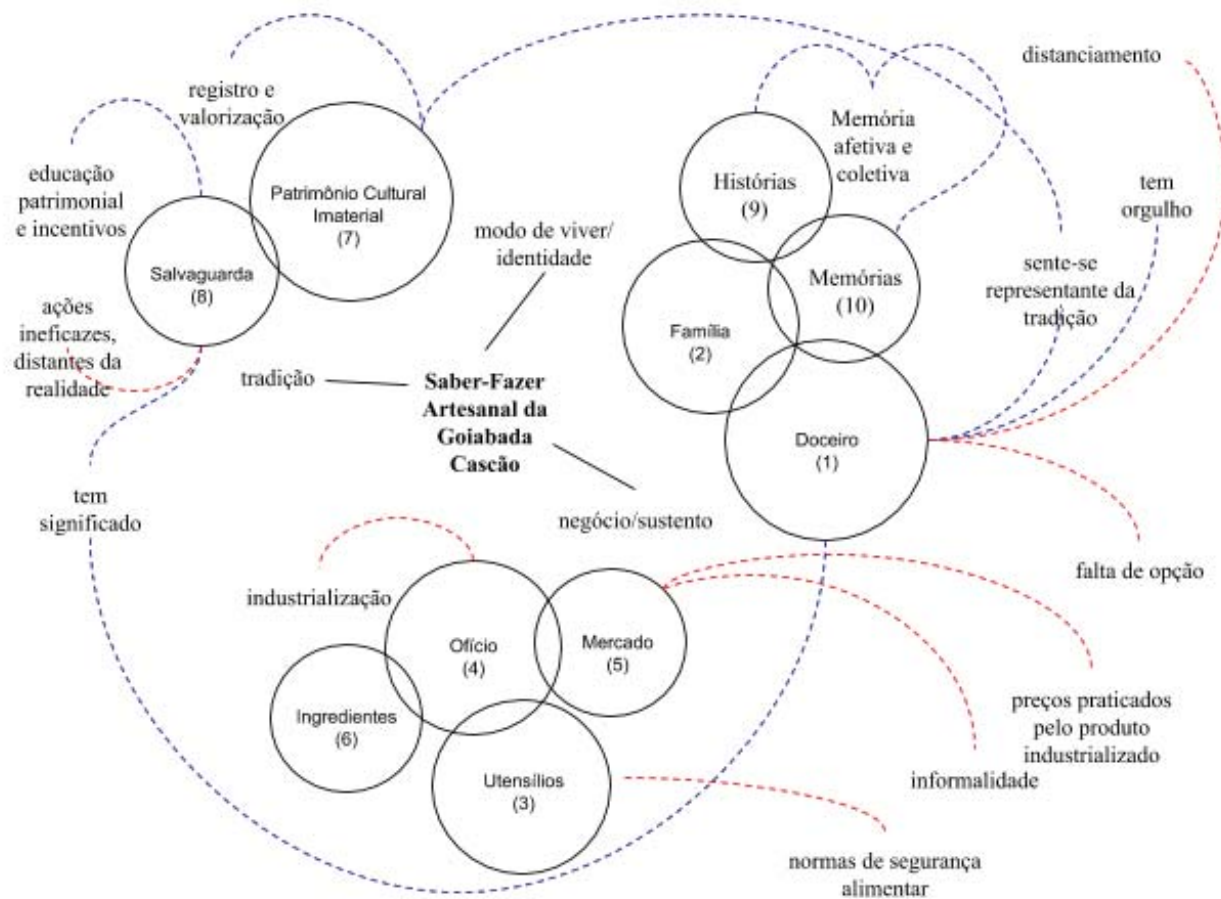 distanciamento
registro e
valorização
Memória
afetiva e
coletiva
educação
patrimonial
e incentivos
Patrimônio Cultural
Imaterial
(7)
Histórias
(9)
tem
orgulho
modo de viver/
identidade
Salvaguarda
(8)
Memórias
(10)
sente-se
representante da
tradição
ações
ineficazes,
distantes da
realidade
Família
(2)
tradição
Saber-Fazer
Artesanal da
Goiabada
Cascão
Doceiro
(1)
tem
significado
negócio/sustento
falta de opção
industrialização
Ofício
(4)
Mercado
(5)
Ingredientes
(6)
preços praticados
pelo produto
industrializado
Utensílios
(3)
informalidade
normas de segurança
alimentar